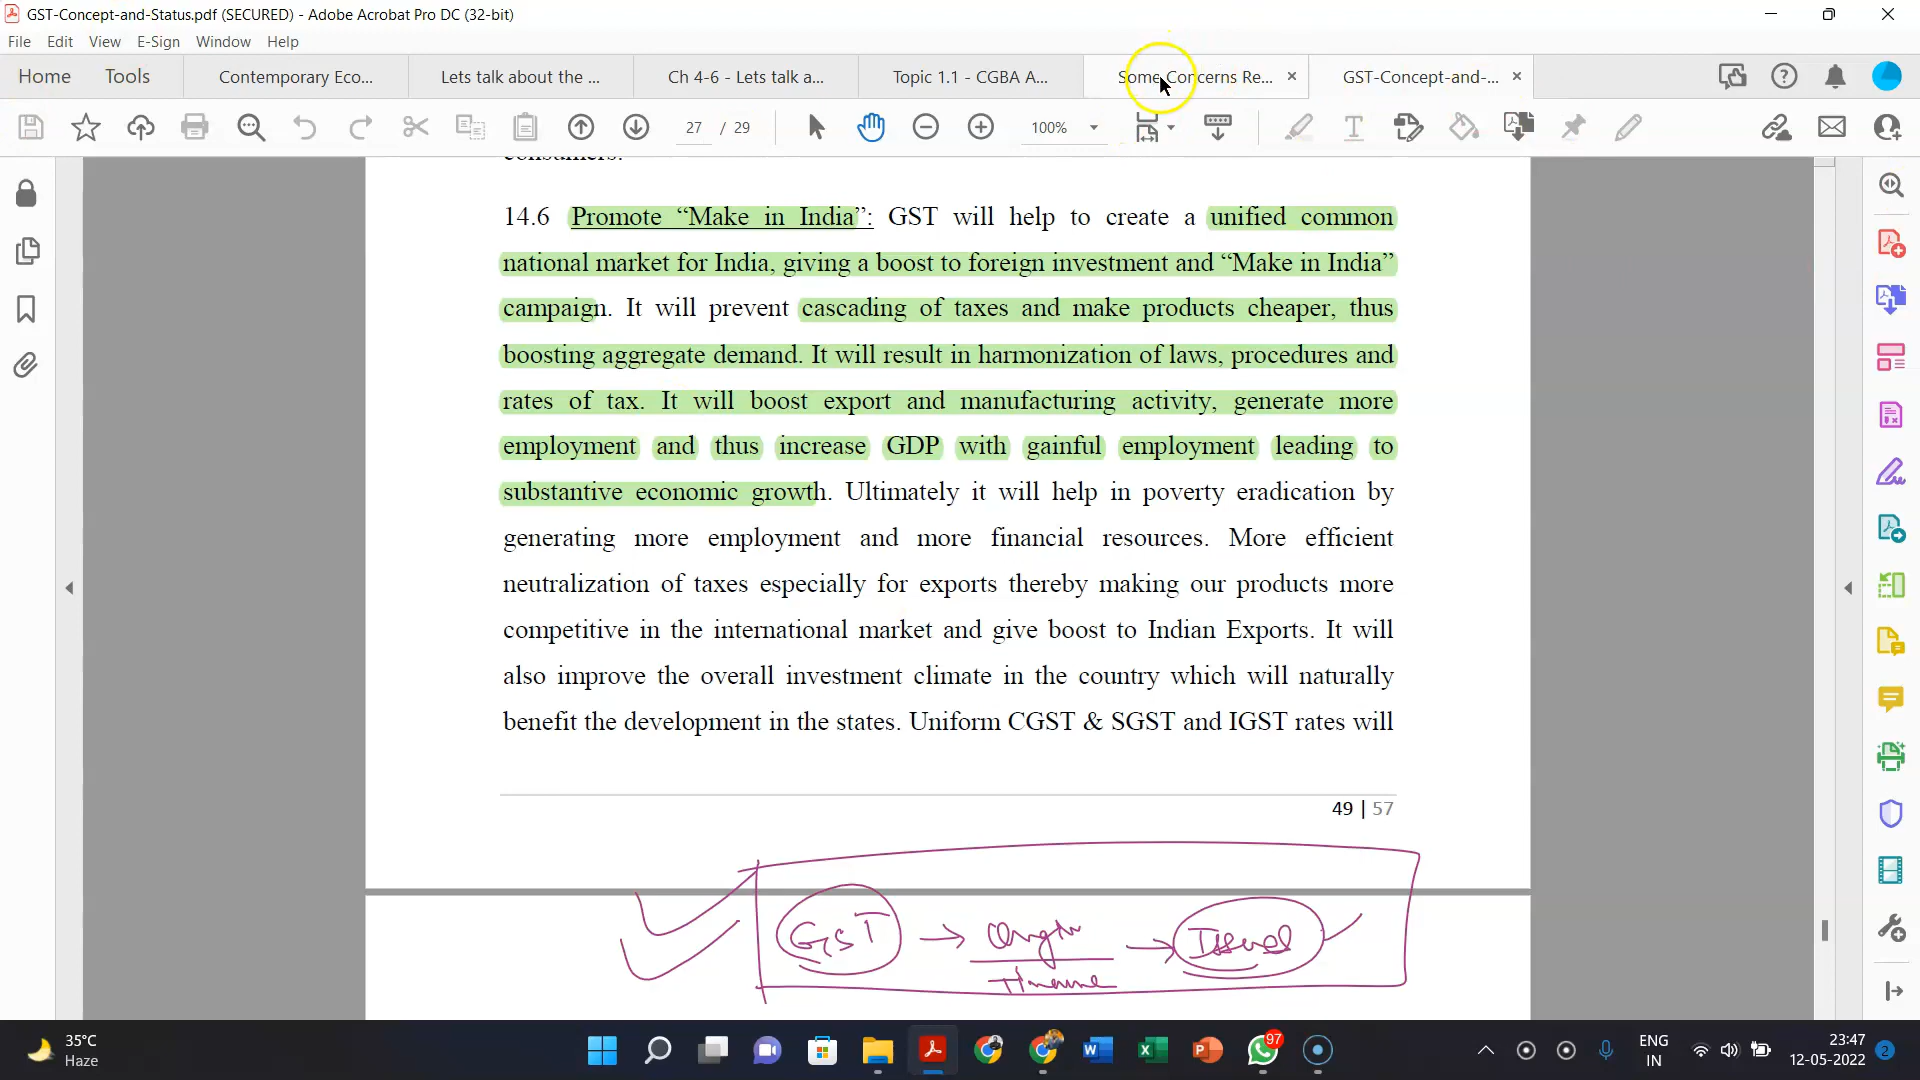 GST-Concept-and-Status.pdf (SECURED) - Adobe Acrobat Pro DC (32-bit)
File Edit View E-Sign Window Help
Home Tools Contemporary Eco... Lets talk about the ... Ch 4-6 - Lets talk a... Topic 1.1 - CGBA A... Some Concerns Re... GST-Concept-and-...
27 / 29 100%
consumers.
14.6 Promote “Make in India”: GST will help to create a unified common
national market for India, giving a boost to foreign investment and “Make in India”
campaign. It will prevent cascading of taxes and make products cheaper, thus
boosting aggregate demand. It will result in harmonization of laws, procedures and
rates of tax. It will boost export and manufacturing activity, generate more
employment and thus increase GDP with gainful employment leading to
substantive economic growth. Ultimately it will help in poverty eradication by
generating more employment and more financial resources. More efficient
neutralization of taxes especially for exports thereby making our products more
competitive in the international market and give boost to Indian Exports. It will
also improve the overall investment climate in the country which will naturally
benefit the development in the states. Uniform CGST & SGST and IGST rates will
49 | 57
GST → → Issues
35°C
Haze
97
ENG
IN
23:47
12-05-2022
2